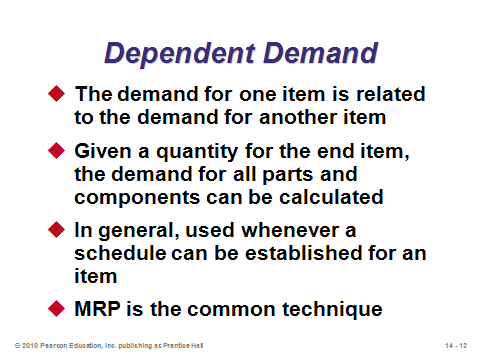 Dependent Demand
The demand for one item is related
to the demand for another item
Given a quantity for the end item,
the demand for all parts and
components can be calculated
In general, used whenever a
schedule can be established for an
item
MRP is the common technique
© 2010 Pearson Education, Inc. publishing as Prentice Hall
14 - 12